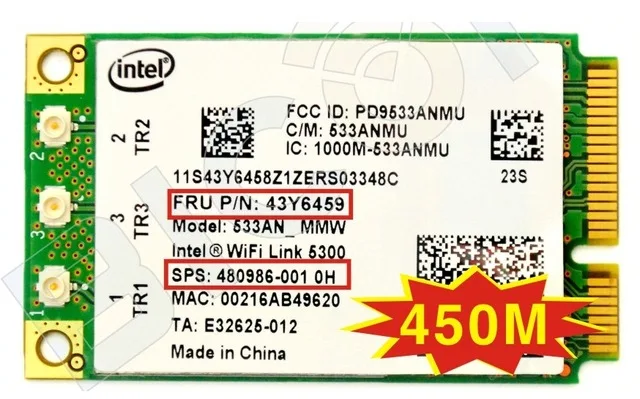 intel
FCC ID: PD9533ANMU
C/M: 533ANMU
IC: 1000M-533ANMU
11S43Y6458Z1ZERS03348C
23S
FRU P/N: 43Y6459
Model: 533AN_MMW
Intel® WiFi Link 5300
SPS: 480986-001 0H
MAC: 00216AB49620
TA: E32625-012
Made in China
450M
2
TR2
3
TR3
1
TR1
2
3
1